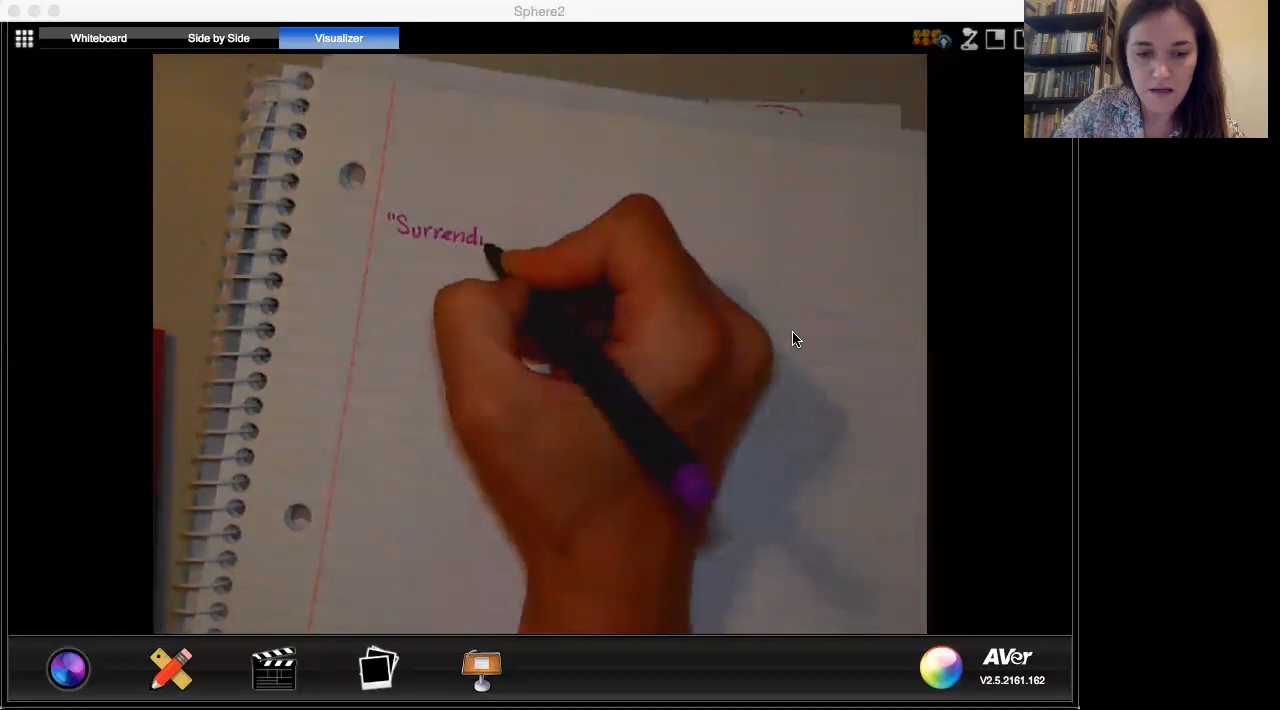 Sphere2
Whiteboard
Side by Side
Visualizer
"Surrend
AVer
V2.5.2161.162